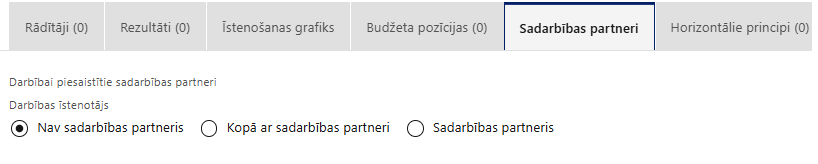 Rādītāji (0) Rezultāti (0) Īstenošanas grafiks Budžeta pozīcijas (0) Sadarbības partneri Horizontālie principi (0)
Darbībai piesaistītie sadarbības partneri
Darbības īstenotājs
Nav sadarbības partneris Kopā ar sadarbības partneri Sadarbības partneris